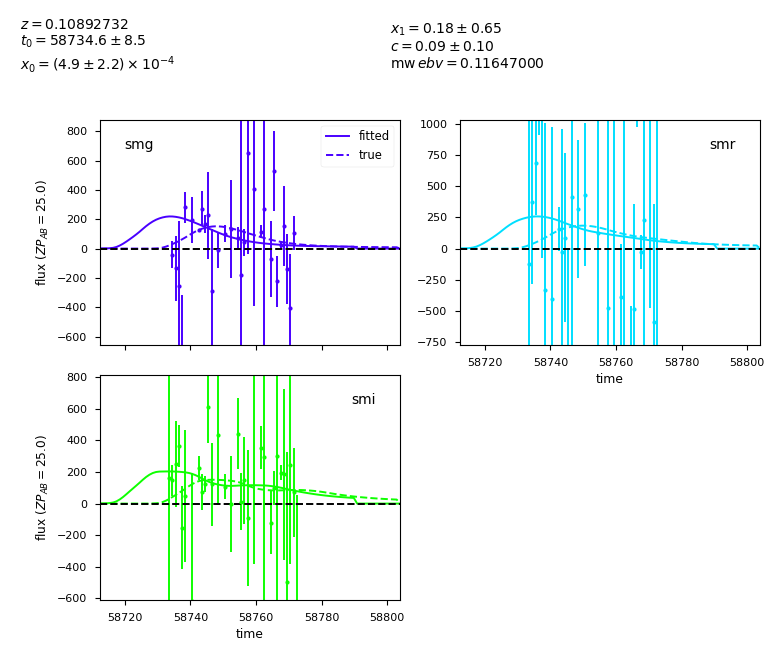 z = 0.10892732
t₀ = 58734.6 ± 8.5
x₀ = (4.9 ± 2.2) × 10⁻⁴
x₁ = 0.18 ± 0.65
c = 0.09 ± 0.10
mw ebv = 0.11647000
smg
fitted
true
800
600
400
200
0
−200
−400
−600
flux (ZP_AB = 25.0)
smr
1000
750
500
250
0
−250
−500
−750
58720 58740 58760 58780 58800
time
smi
800
600
400
200
0
−200
−400
−600
flux (ZP_AB = 25.0)
58720 58740 58760 58780 58800
time